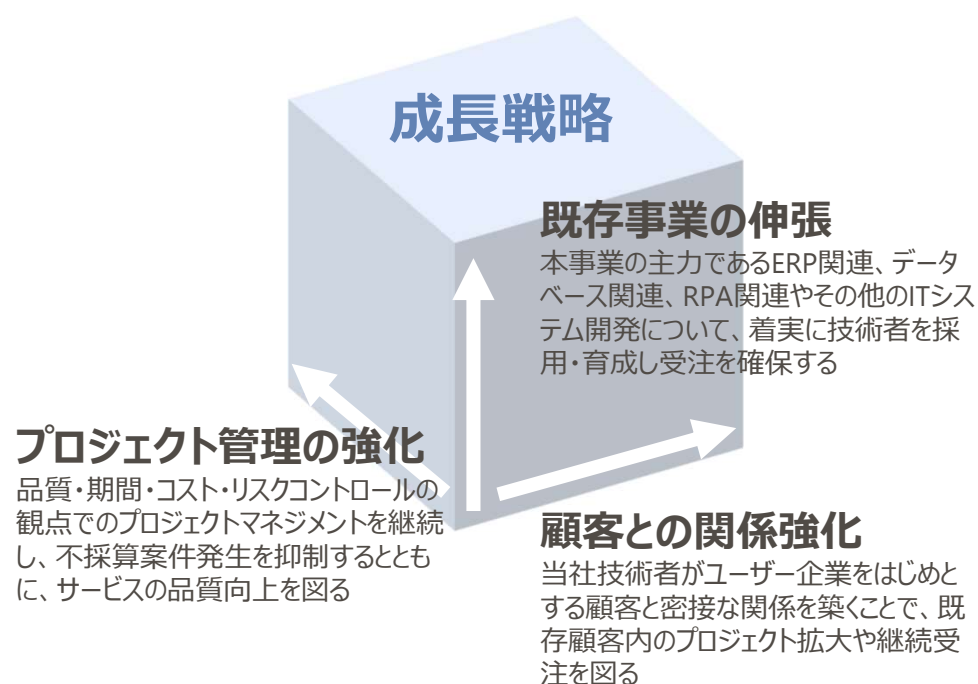 成長戦略
既存事業の伸張
本事業の主力であるERP関連、データ
ベース関連、RPA関連やその他のITシス
テム開発について、着実に技術者を採
用・育成し受注を確保する
プロジェクト管理の強化
品質・期間・コスト・リスクコントロールの
観点でのプロジェクトマネジメントを継続
し、不採算案件発生を抑制するととも
に、サービスの品質向上を図る
顧客との関係強化
当社技術者がユーザー企業をはじめと
する顧客と密接な関係を築くことで、既
存顧客内のプロジェクト拡大や継続受
注を図る